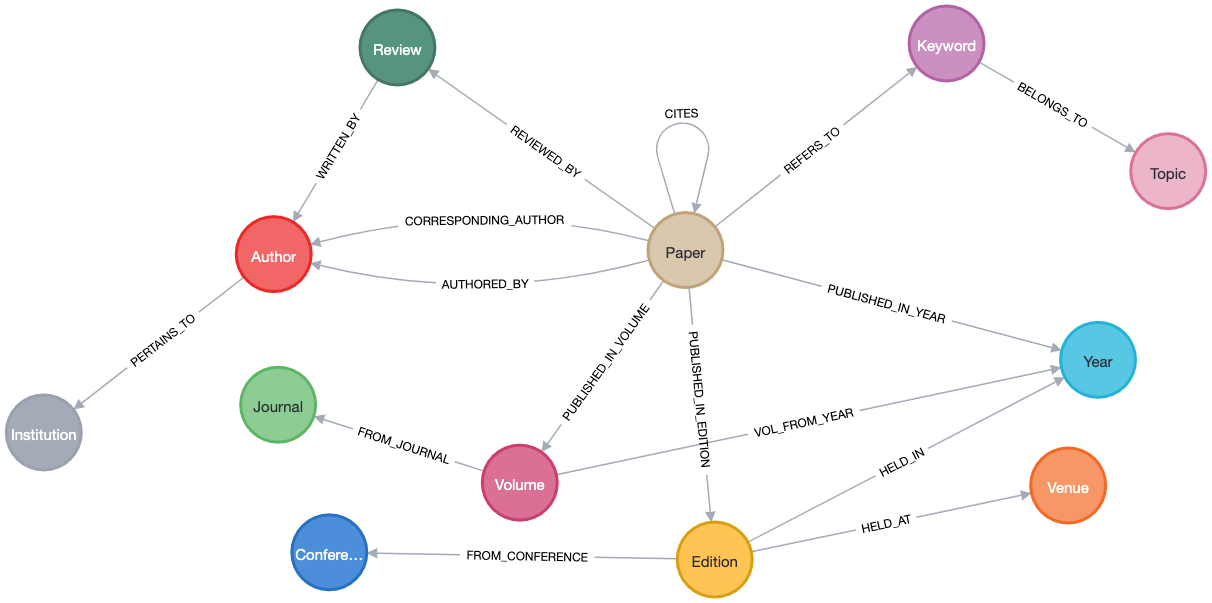 Review
Keyword
CITES
BELONGS_TO
WRITTEN_BY
REVIEWED_BY
REFERS_TO
Topic
CORRESPONDING_AUTHOR
Author
Paper
AUTHORED_BY
PUBLISHED_IN_YEAR
PERTAINS_TO
PUBLISHED_IN_VOLUME
PUBLISHED_IN_EDITION
Year
Journal
Institution
FROM_JOURNAL
VOL_FROM_YEAR
Volume
HELD_IN
Venue
HELD_AT
Confere...
FROM_CONFERENCE
Edition